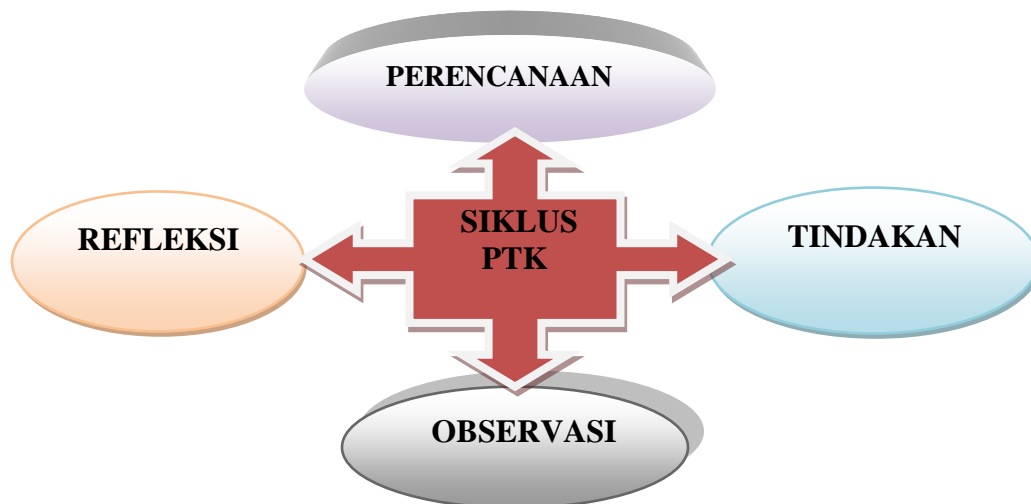 PERENCANAAN
REFLEKSI
SIKLUS
PTK
TINDAKAN
OBSERVASI